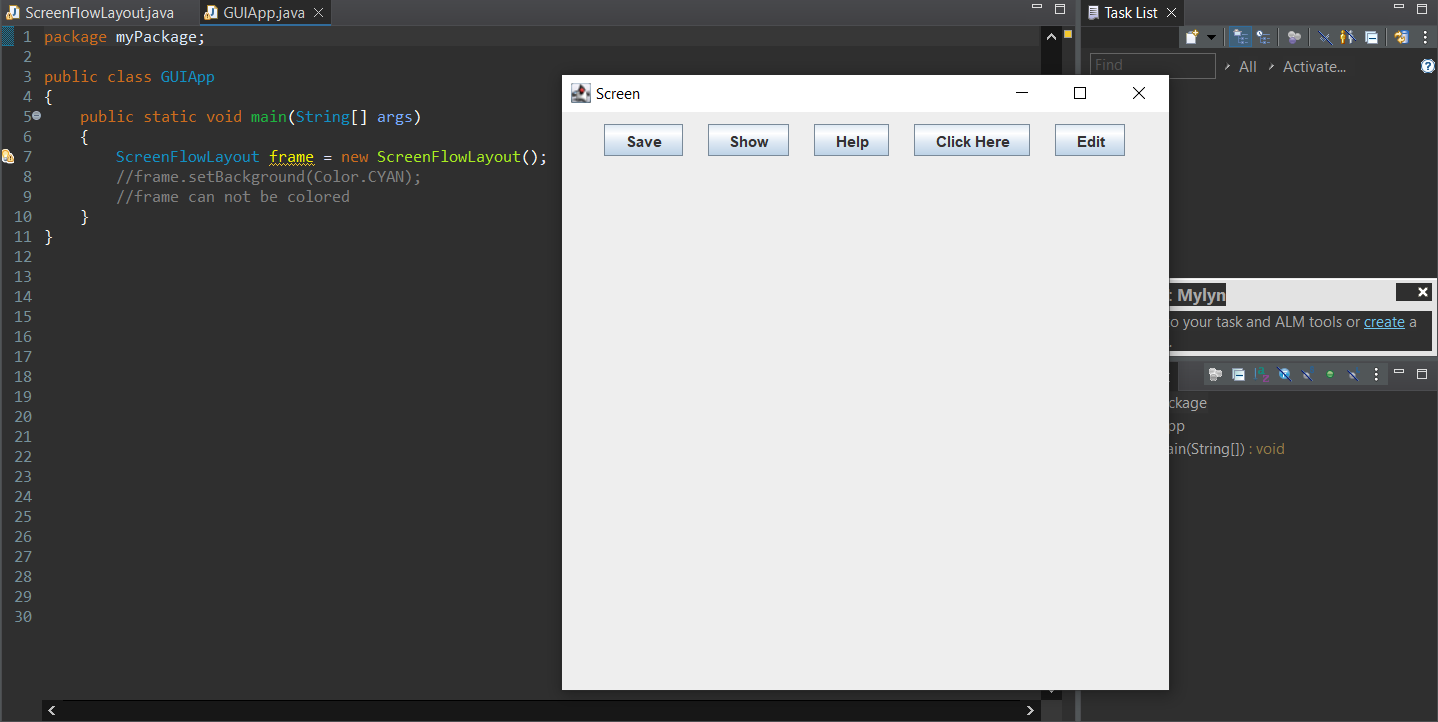 ScreenFlowLayout.java
GUIApp.java
Task List
1 package myPackage;
2
3 public class GUIApp
4 {
5 public static void main(String[] args)
6 {
7 ScreenFlowLayout frame = new ScreenFlowLayout();
8 //frame.setBackground(Color.CYAN);
9 //frame can not be colored
10 }
11 }
12
13
14
15
16
17
18
19
20
21
22
23
24
25
26
27
28
29
30
Screen
Save Show Help Click Here Edit
Find
All
Activate...
: Mylyn
o your task and ALM tools or create a
ckage
pp
ain(String[]) : void